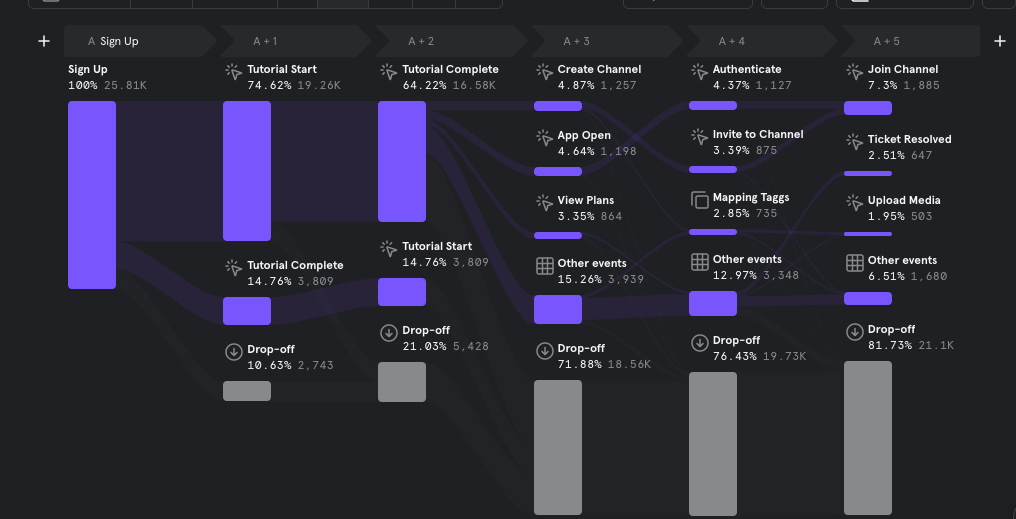 A Sign Up
A + 1
A + 2
A + 3
A + 4
A + 5
Sign Up
100% 25.81K
Tutorial Start
74.62% 19.26K
Tutorial Complete
14.76% 3,809
Drop-off
10.63% 2,743
Tutorial Complete
64.22% 16.58K
Tutorial Start
14.76% 3,809
Drop-off
21.03% 5,428
Create Channel
4.87% 1,257
App Open
4.64% 1,198
View Plans
3.35% 864
Other events
15.26% 3,939
Drop-off
71.88% 18.56K
Authenticate
4.37% 1,127
Invite to Channel
3.39% 875
Mapping Taggs
2.85% 735
Other events
12.97% 3,348
Drop-off
76.43% 19.73K
Join Channel
7.3% 1,885
Ticket Resolved
2.51% 647
Upload Media
1.95% 503
Other events
6.51% 1,680
Drop-off
81.73% 21.1K